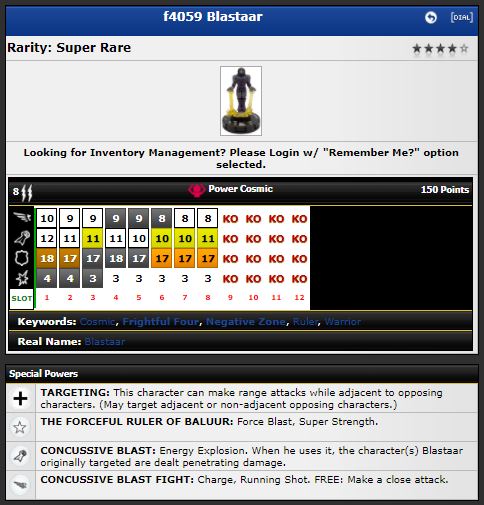 f4059 Blastaar
[DIAL]
Rarity: Super Rare
Looking for Inventory Management? Please Login w/ "Remember Me?" option
selected.
8 Power Cosmic 150 Points
10 9 9 9 9 8 8 8 KO KO KO KO
12 11 11 11 10 10 10 11 KO KO KO KO
18 17 17 18 17 17 17 17 KO KO KO KO
4 4 3 3 3 3 3 3 KO KO KO KO
SLOT 1 2 3 4 5 6 7 8 9 10 11 12
Keywords: Cosmic, Frightful Four, Negative Zone, Ruler, Warrior
Real Name: Blastaar
Special Powers
TARGETING: This character can make range attacks while adjacent to opposing
characters. (May target adjacent or non-adjacent opposing characters.)
THE FORCEFUL RULER OF BALUUR: Force Blast, Super Strength.
CONCUSSIVE BLAST: Energy Explosion. When he uses it, the character(s) Blastaar
originally targeted are dealt penetrating damage.
CONCUSSIVE BLAST FIGHT: Charge, Running Shot. FREE: Make a close attack.